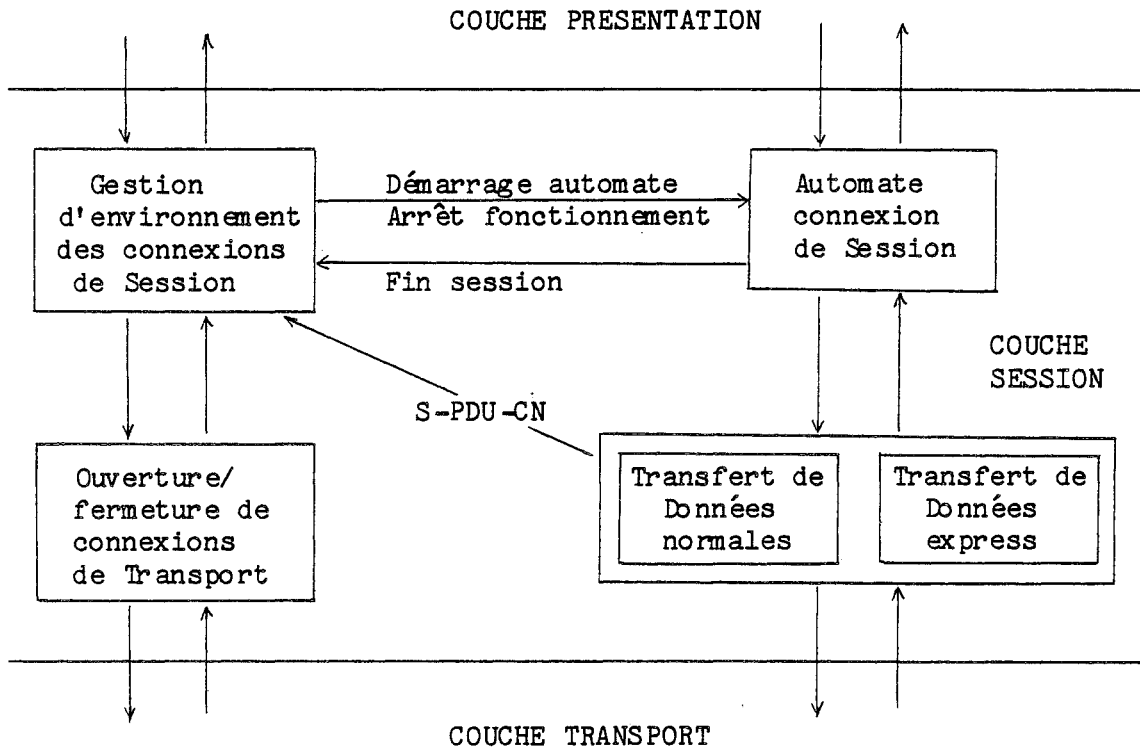 COUCHE PRESENTATION
Gestion
d'environnement
des connexions
de Session
Démarrage automate
Arrêt fonctionnement
Fin session
Automate
connexion
de Session
COUCHE
SESSION
S-PDU-CN
Ouverture/
fermeture de
connexions
de Transport
Transfert de
Données
normales
Transfert de
Données
express
COUCHE TRANSPORT